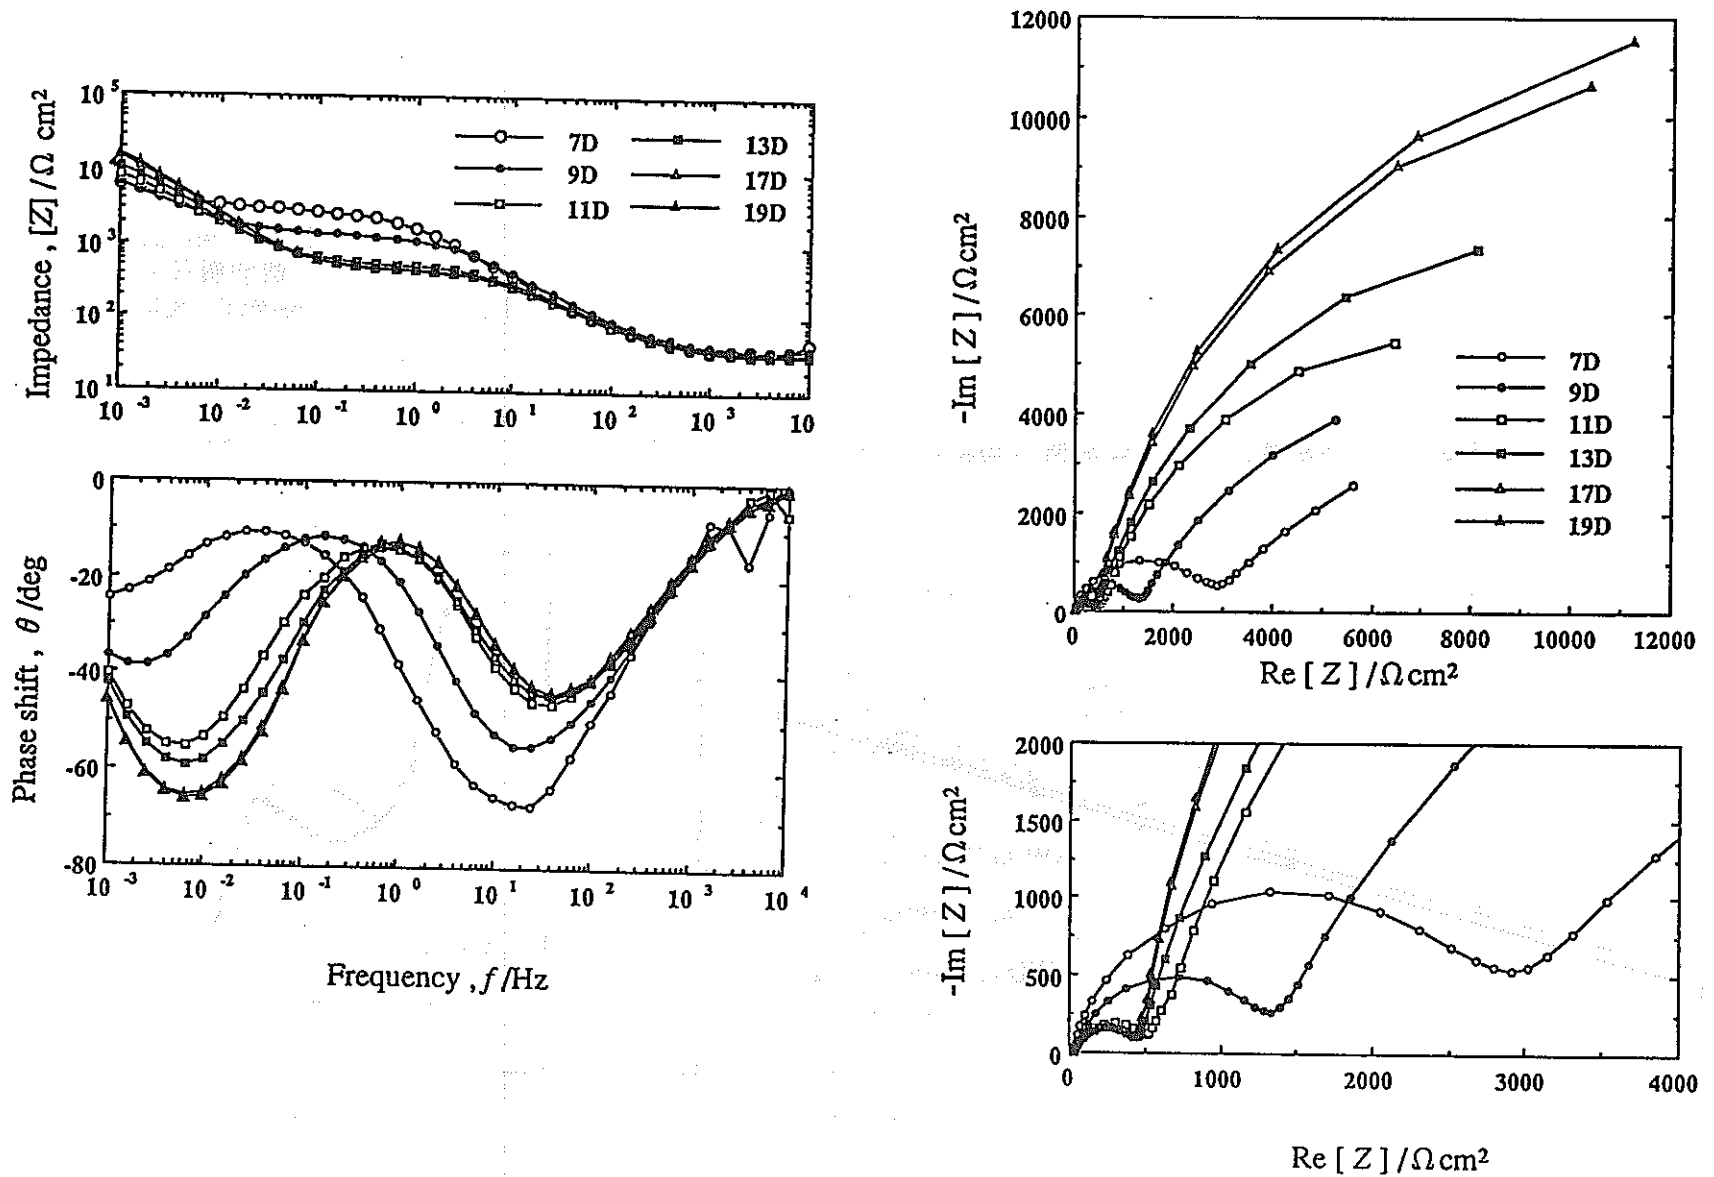 10 5
10
10 3
10 2
10 1
Impedance , [Z] / Ω cm2
7D
9D
11D
13D
17D
19D
10 -3 10 -2 10 -1 10 0 10 1 10 2 10 3 10
0
-20
-40
-60
-80
Phase shift , θ /deg
10 -3 10 -2 10 -1 10 0 10 1 10 2 10 3 10 4
Frequency , f /Hz
12000
10000
8000
6000
4000
2000
0
-Im [ Z ] / Ω cm2
7D
9D
11D
13D
17D
19D
0 2000 4000 6000 8000 10000 12000
Re [ Z ] / Ω cm2
2000
1500
1000
500
0
-Im [ Z ] / Ω cm2
0 1000 2000 3000 4000
Re [ Z ] / Ω cm2